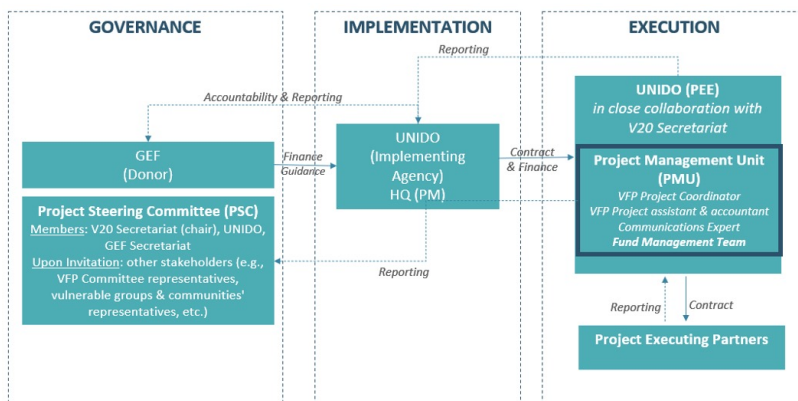 GOVERNANCE
IMPLEMENTATION
EXECUTION
Reporting
Accountability & Reporting
GEF
(Donor)
Finance
Guidance
UNIDO
(Implementing
Agency)
HQ (PM)
Contract
& Finance
UNIDO (PEE)
in close collaboration with
V20 Secretariat
Project Management Unit
(PMU)
VFP Project Coordinator
VFP Project assistant & accountant
Communications Expert
Fund Management Team
Project Steering Committee (PSC)
Members: V20 Secretariat (chair), UNIDO,
GEF Secretariat
Upon Invitation: other stakeholders (e.g.,
VFP Committee representatives,
vulnerable groups & communities'
representatives, etc.)
Reporting
Reporting
Contract
Project Executing Partners